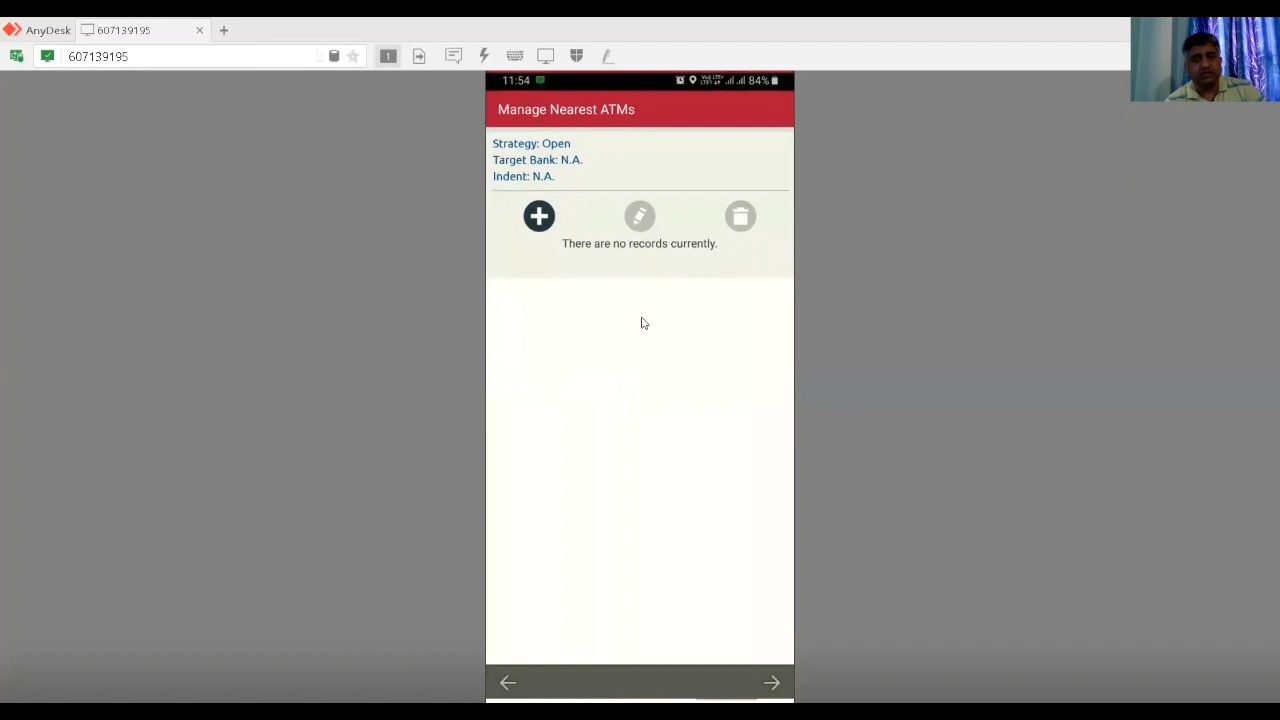 AnyDesk
607139195
607139195
1
11:54
84%
Manage Nearest ATMs
Strategy: Open
Target Bank: N.A.
Indent: N.A.
There are no records currently.